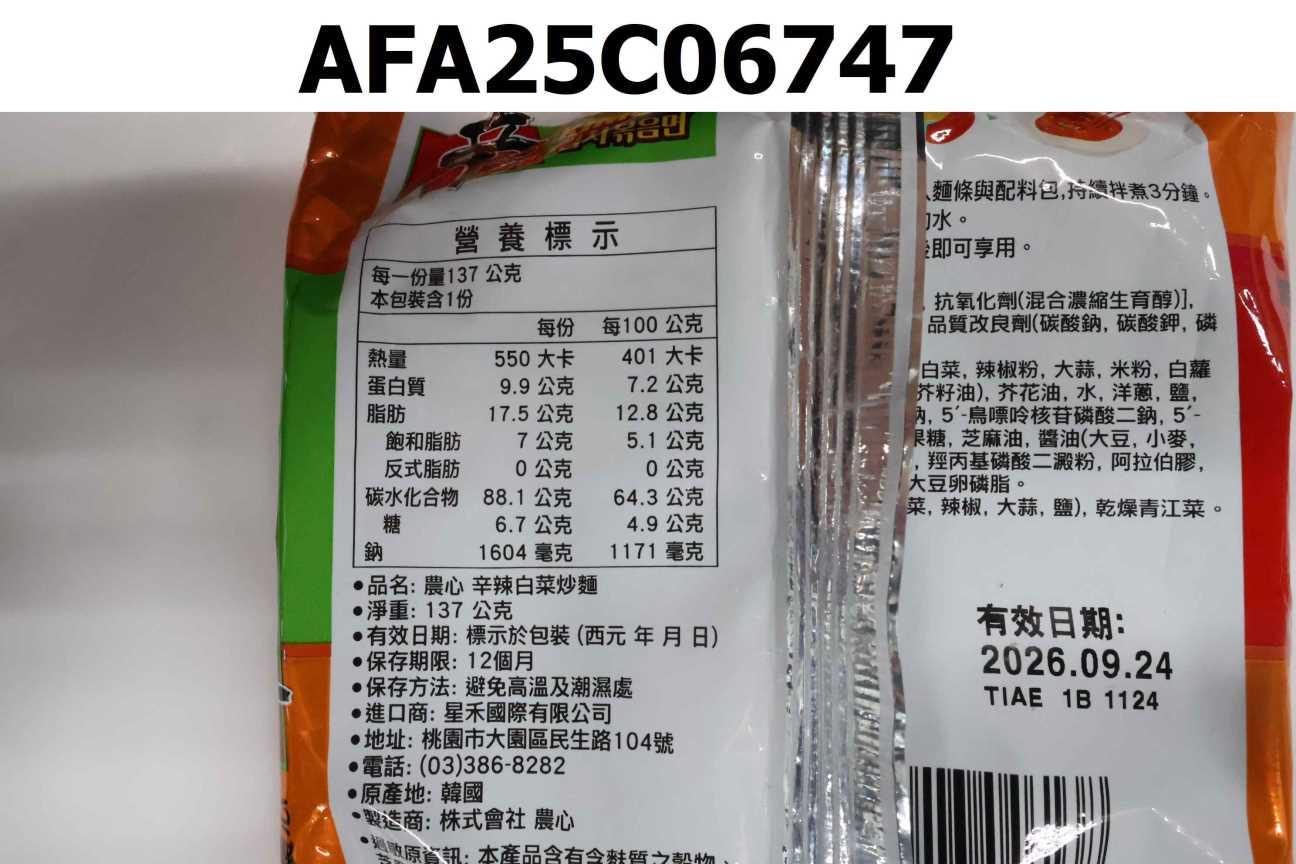 AFA25C06747
營養標示
每一份量137 公克
本包裝含1份
每份 每100 公克
熱量 550 大卡 401 大卡
蛋白質 9.9 公克 7.2 公克
脂肪 17.5 公克 12.8 公克
飽和脂肪 7 公克 5.1 公克
反式脂肪 0 公克 0 公克
碳水化合物 88.1 公克 64.3 公克
糖 6.7 公克 4.9 公克
鈉 1604 毫克 1171 毫克
•品名: 農心 辛辣白菜炒麵
•淨重: 137 公克
•有效日期: 標示於包裝 (西元 年 月 日)
•保存期限: 12個月
•保存方法: 避免高溫及潮濕處
•進口商: 星禾國際有限公司
•地址: 桃園市大園區民生路104號
•電話: (03)386-8282
•原產地: 韓國
•製造商: 株式會社 農心
原資訊: 本產品含有含麩質之穀物、
麵條與配料包,持續拌煮3分鐘。
水。
即可享用。
, 抗氧化劑(混合濃縮生育醇)],
品質改良劑(碳酸鈉, 碳酸鉀, 磷
白菜, 辣椒粉, 大蒜, 米粉, 白蘿
芥籽油), 芥花油, 水, 洋蔥, 鹽,
鈉, 5´-鳥嘌呤核苷磷酸二鈉, 5´-
果糖, 芝麻油, 醬油(大豆, 小麥,
, 羥丙基磷酸二澱粉, 阿拉伯膠,
大豆卵磷脂。
菜, 辣椒, 大蒜, 鹽), 乾燥青江菜。
有效日期:
2026.09.24
TIAE 1B 1124